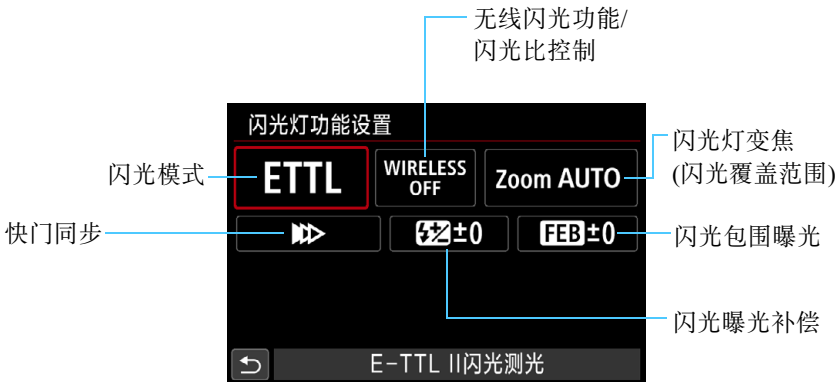 无线闪光功能/
闪光比控制
闪光灯功能设置
闪光模式
ETTL
WIRELESS
OFF
Zoom AUTO
闪光灯变焦
(闪光覆盖范围)
快门同步
±0
FEB±0
闪光包围曝光
闪光曝光补偿
E-TTL II闪光测光